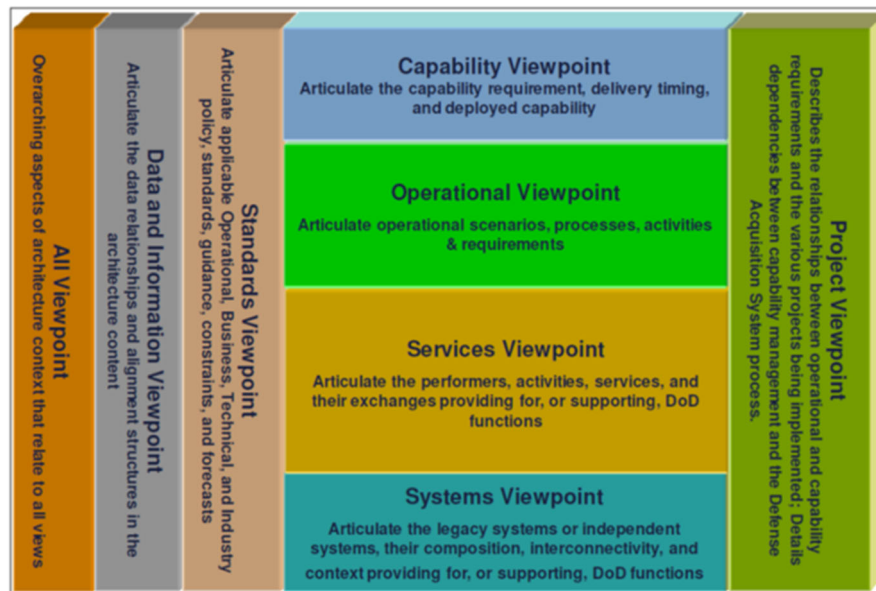 All Viewpoint
Overarching aspects of architecture context that relate to all views
Data and Information Viewpoint
Articulate the data relationships and alignment structures in the
architecture content
Standards Viewpoint
Articulate applicable Operational, Business, Technical, and Industry
policy, standards, guidance, constraints, and forecasts
Capability Viewpoint
Articulate the capability requirement, delivery timing,
and deployed capability
Operational Viewpoint
Articulate operational scenarios, processes, activities
& requirements
Services Viewpoint
Articulate the performers, activities, services, and
their exchanges providing for, or supporting, DoD
functions
Systems Viewpoint
Articulate the legacy systems or independent
systems, their composition, interconnectivity, and
context providing for, or supporting, DoD functions
Project Viewpoint
Describes the relationships between operational and capability
requirements and the various projects being implemented; Details
dependencies between capability management and the Defense
Acquisition System process.